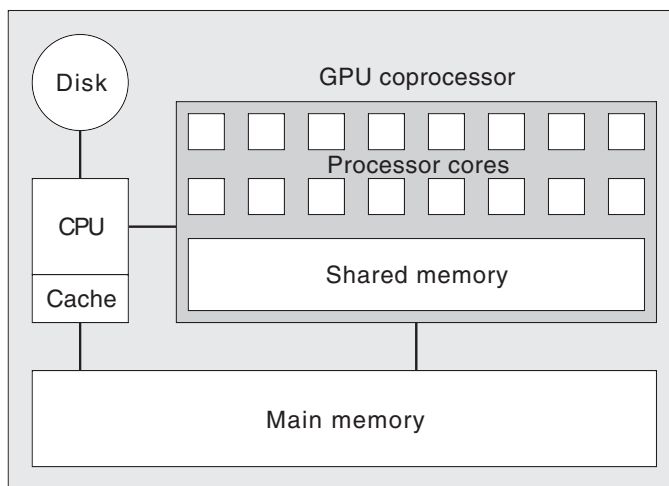 Disk
GPU coprocessor
Processor cores
CPU
Shared memory
Cache
Main memory